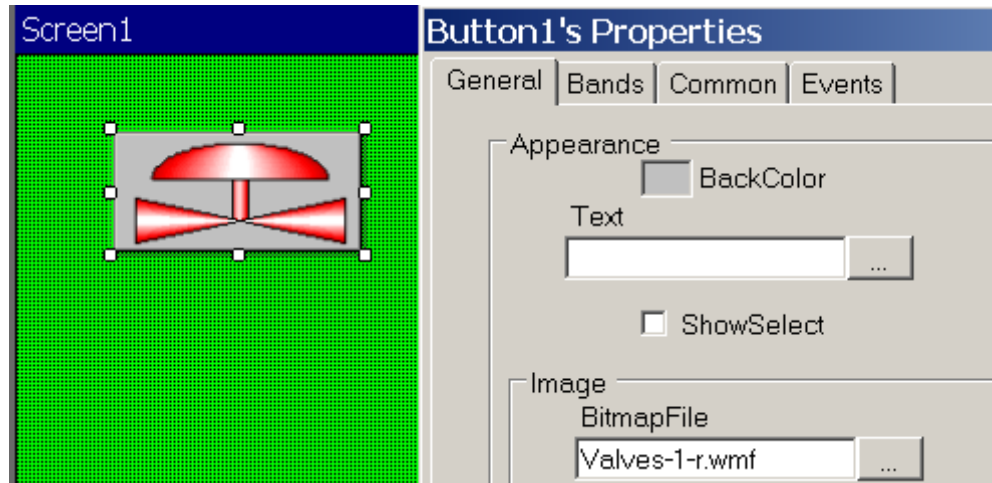 Screen1
Button1's Properties
General Bands Common Events
Appearance
BackColor
Text
...
ShowSelect
Image
BitmapFile
Valves-1-r.wmf ...